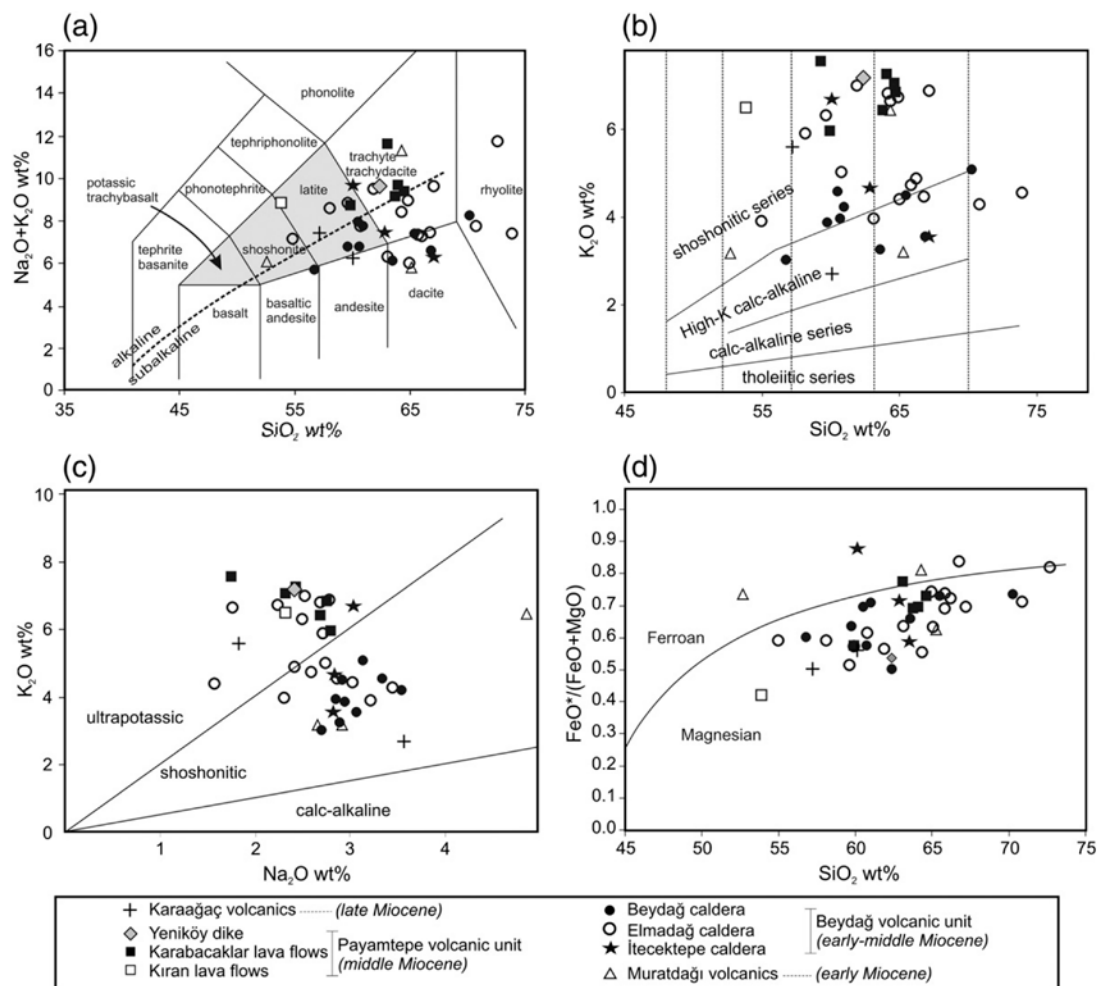 (a)
16
14
12
10
8
6
4
2
0
Na₂O+K₂O wt%
35
45
55
65
75
SiO₂ wt%
phonolite
tephriphonolite
trachyte
trachydacite
potassic
trachybasalt
phonotephrite
latite
rhyolite
tephrite
basanite
shoshonite
basalt
basaltic
andesite
andesite
dacite
alkaline
subalkaline
(b)
6
4
2
0
K₂O wt%
45
55
65
75
SiO₂ wt%
shoshonitic series
High-K calc-alkaline
calc-alkaline series
tholeiitic series
(c)
10
8
6
4
2
0
K₂O wt%
1
2
3
4
Na₂O wt%
ultrapotassic
shoshonitic
calc-alkaline
(d)
1.0
0.9
0.8
0.7
0.6
0.5
0.4
0.3
0.2
0.1
0.0
FeO*/(FeO+MgO)
45
50
55
60
65
70
75
SiO₂ wt%
Ferroan
Magnesian
Karaağaç volcanics (late Miocene)
Yeniköy dike
Karabacaklar lava flows
Kıran lava flows
Payamtepe volcanic unit
(middle Miocene)
Beydağ caldera
Elmadağ caldera
İtecektepe caldera
Beydağ volcanic unit
(early-middle Miocene)
Muratdağı volcanics (early Miocene)